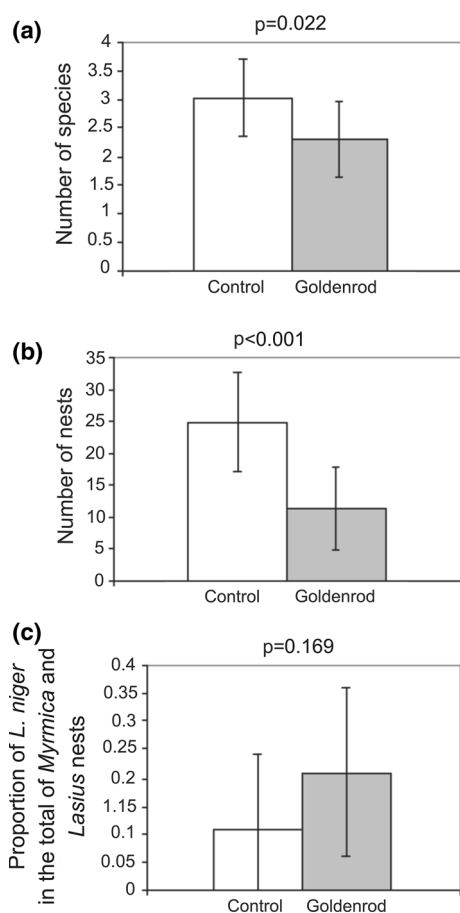 (a)
p=0.022
Number of species
4
3.5
3
2.5
2
1.5
1
0.5
0
Control Goldenrod
(b)
p<0.001
Number of nests
35
30
25
20
15
10
5
0
Control Goldenrod
(c)
p=0.169
Proportion of L. niger
in the total of Myrmica and
Lasius nests
0.4
0.35
0.3
0.25
0.2
1.15
0.1
0.05
0
Control Goldenrod